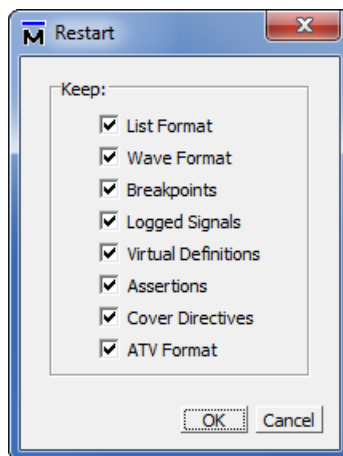 Restart
Keep:
List Format
Wave Format
Breakpoints
Logged Signals
Virtual Definitions
Assertions
Cover Directives
ATV Format
OK Cancel